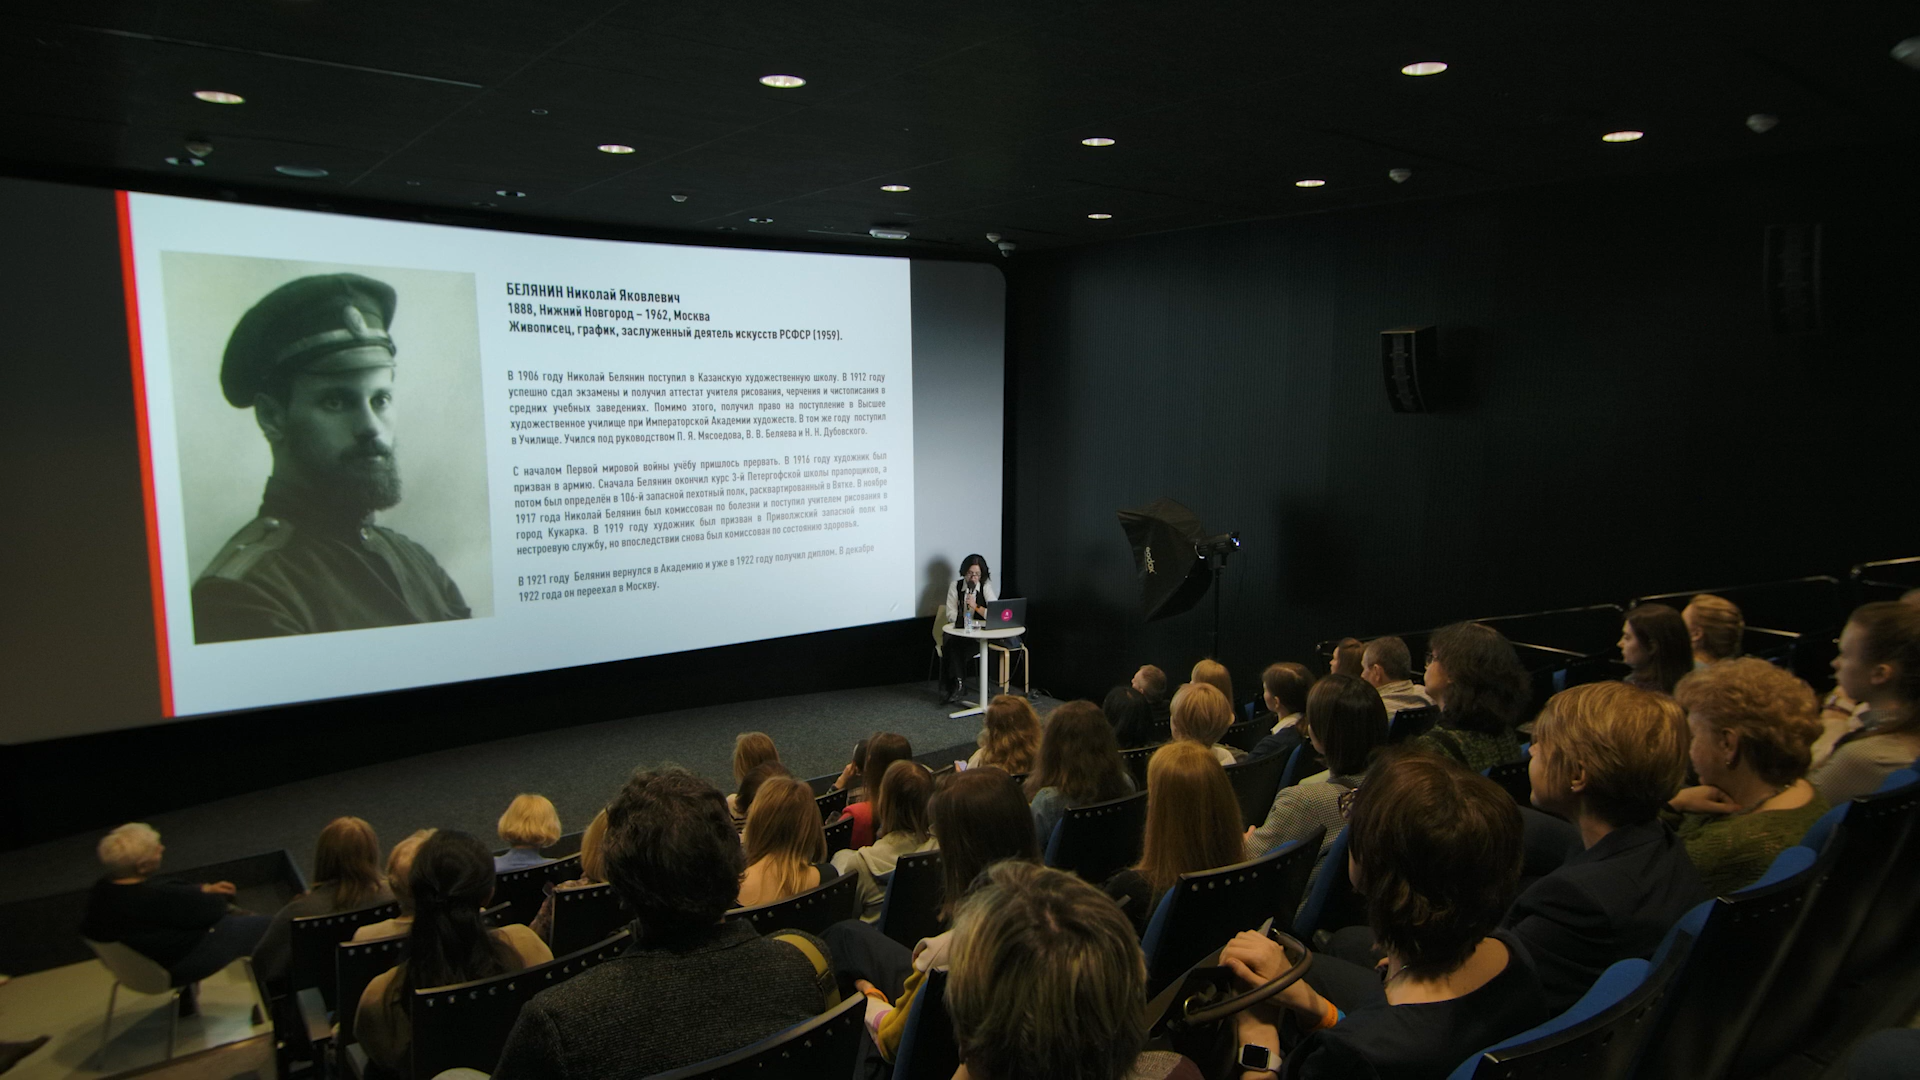 БЕЛЯНИН Николай Яковлевич
1888, Нижний Новгород – 1962, Москва
Живописец, график, заслуженный деятель искусств РСФСР (1959).
В 1906 году Николай Белянин поступил в Казанскую художественную школу. В 1912 году
успешно сдал экзамены и получил аттестат учителя рисования, черчения и чистописания в
средних учебных заведениях. Помимо этого, получил право на поступление в Высшее
художественное училище при Императорской Академии художеств. В том же году поступил
в Училище. Учился под руководством П. Я. Мясоедова, В. В. Беляева и Н. Н. Дубовского.
С началом Первой мировой войны учёбу пришлось прервать. В 1916 году художник был
призван в армию. Сначала Белянин окончил курс 3-й Петергофской школы прапорщиков, а
потом был определён в 106-й запасной пехотный полк, расквартированный в Вятке. В ноябре
1917 года Николай Белянин был комиссован по болезни и поступил учителем рисования в
город Кукарка. В 1919 году художник был призван в Приволжский запасной полк на
нестроевую службу, но впоследствии снова был комиссован по состоянию здоровья.
В 1921 году Белянин вернулся в Академию и уже в 1922 году получил диплом. В декабре
1922 года он переехал в Москву.
Godox